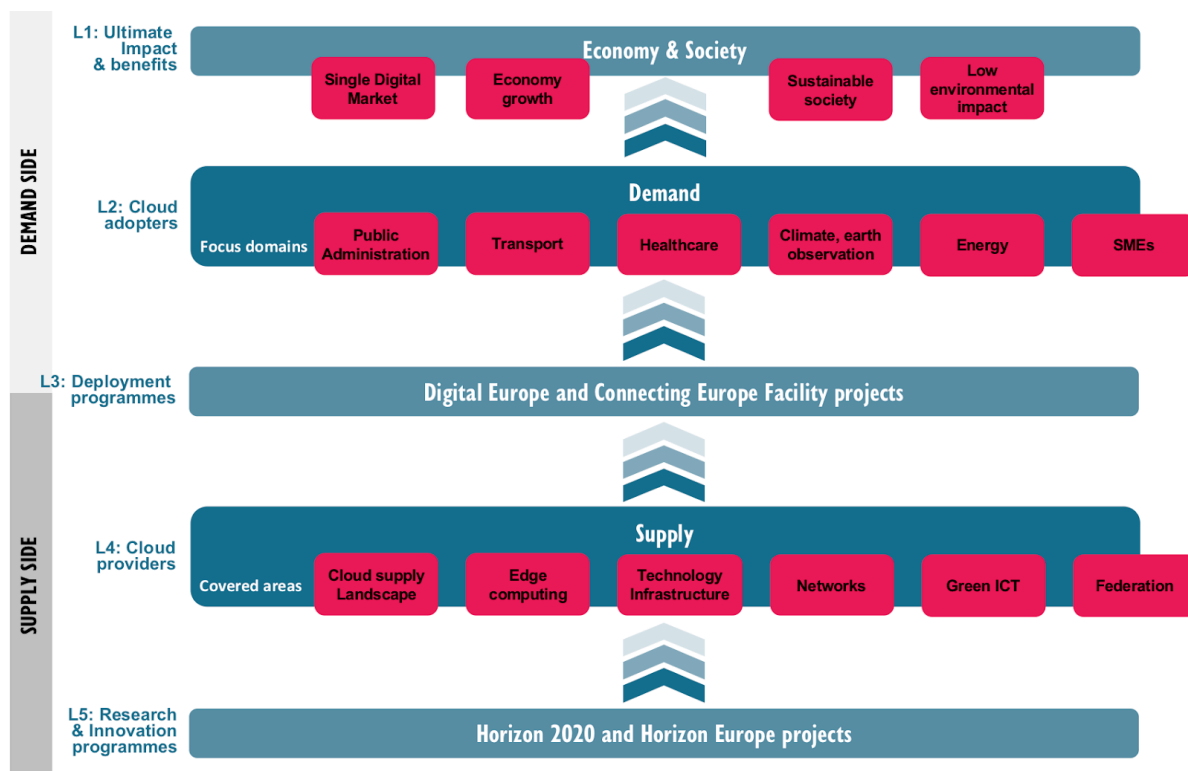 L1: Ultimate
Impact
& benefits
Economy & Society
Single Digital
Market
Economy
growth
Sustainable
society
Low
environmental
impact
DEMAND SIDE
L2: Cloud
adopters
Demand
Focus domains
Public
Administration
Transport
Healthcare
Climate, earth
observation
Energy
SMEs
L3: Deployment
programmes
Digital Europe and Connecting Europe Facility projects
SUPPLY SIDE
L4: Cloud
providers
Supply
Covered areas
Cloud supply
Landscape
Edge
computing
Technology
Infrastructure
Networks
Green ICT
Federation
L5: Research
& Innovation
programmes
Horizon 2020 and Horizon Europe projects